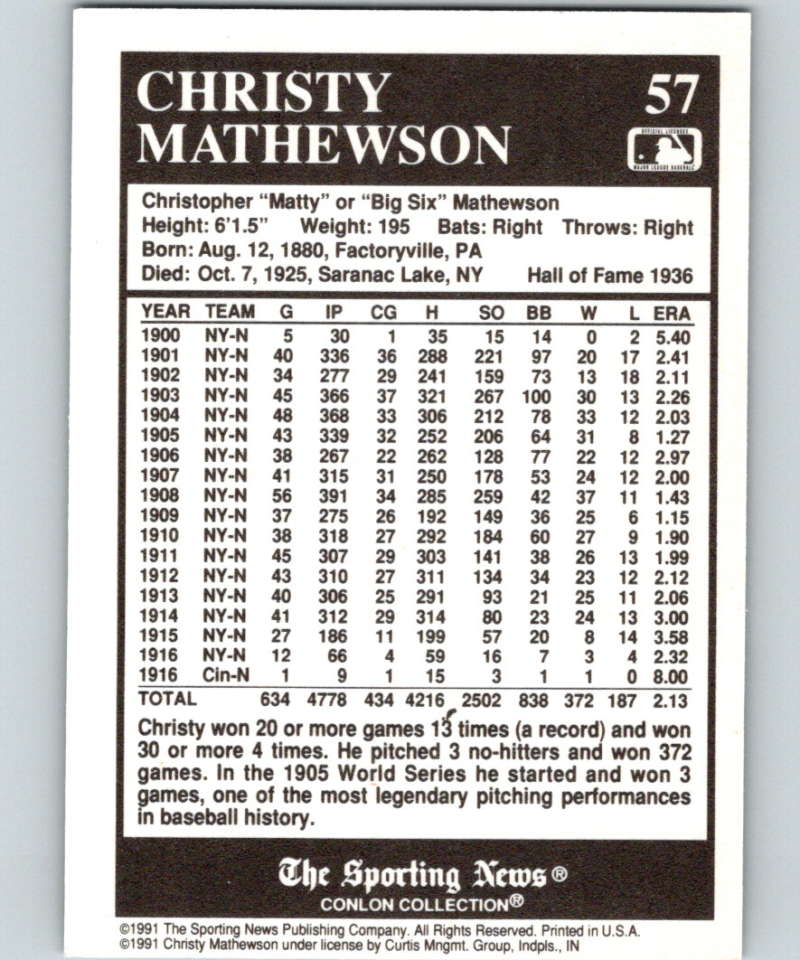 CHRISTY 57
MATHEWSON
OFFICIAL LICENSEE
MAJOR LEAGUE BASEBALL
Christopher “Matty” or “Big Six” Mathewson
Height: 6'1.5” Weight: 195 Bats: Right Throws: Right
Born: Aug. 12, 1880, Factoryville, PA
Died: Oct. 7, 1925, Saranac Lake, NY Hall of Fame 1936
YEAR TEAM G IP CG H SO BB W L ERA
1900 NY-N 5 30 1 35 15 14 0 2 5.40
1901 NY-N 40 336 36 288 221 97 20 17 2.41
1902 NY-N 34 277 29 241 159 73 13 18 2.11
1903 NY-N 45 366 37 321 267 100 30 13 2.26
1904 NY-N 48 368 33 306 212 78 33 12 2.03
1905 NY-N 43 339 32 252 206 64 31 8 1.27
1906 NY-N 38 267 22 262 128 77 22 12 2.97
1907 NY-N 41 315 31 250 178 53 24 12 2.00
1908 NY-N 56 391 34 285 259 42 37 11 1.43
1909 NY-N 37 275 26 192 149 36 25 6 1.15
1910 NY-N 38 318 27 292 184 60 27 9 1.90
1911 NY-N 45 307 29 303 141 38 26 13 1.99
1912 NY-N 43 310 27 311 134 34 23 12 2.12
1913 NY-N 40 306 25 291 93 21 25 11 2.06
1914 NY-N 41 312 29 314 80 23 24 13 3.00
1915 NY-N 27 186 11 199 57 20 8 14 3.58
1916 NY-N 12 66 4 59 16 7 3 4 2.32
1916 Cin-N 1 9 1 15 3 1 1 0 8.00
TOTAL 634 4778 434 4216 2502 838 372 187 2.13
Christy won 20 or more games 13 times (a record) and won
30 or more 4 times. He pitched 3 no-hitters and won 372
games. In the 1905 World Series he started and won 3
games, one of the most legendary pitching performances
in baseball history.
The Sporting News®
CONLON COLLECTION®
©1991 The Sporting News Publishing Company. All Rights Reserved. Printed in U.S.A.
©1991 Christy Mathewson under license by Curtis Mngmt. Group, Indpls., IN